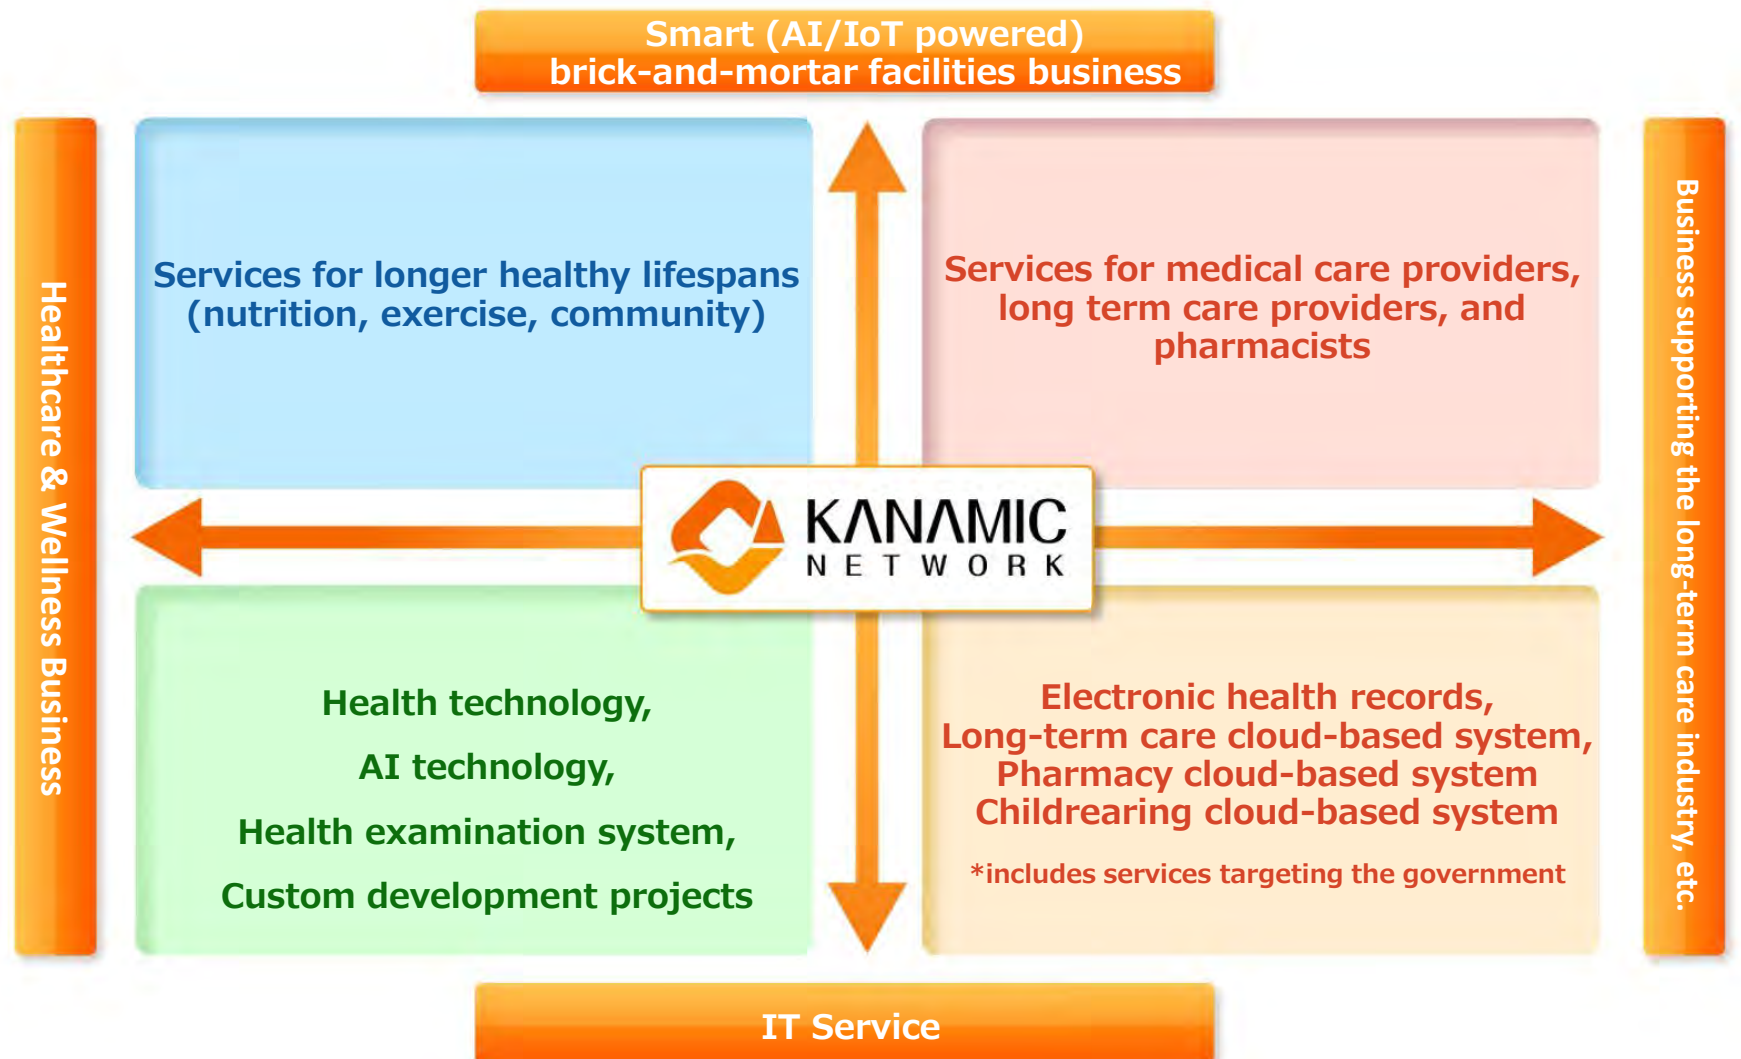 Smart (AI/IoT powered)
brick-and-mortar facilities business
Healthcare & Wellness Business
Services for longer healthy lifespans
(nutrition, exercise, community)
Services for medical care providers,
long term care providers, and
pharmacists
Business supporting the long-term care industry, etc.
KANAMIC
NETWORK
Health technology,
AI technology,
Health examination system,
Custom development projects
Electronic health records,
Long-term care cloud-based system,
Pharmacy cloud-based system
Childrearing cloud-based system
*includes services targeting the government
IT Service